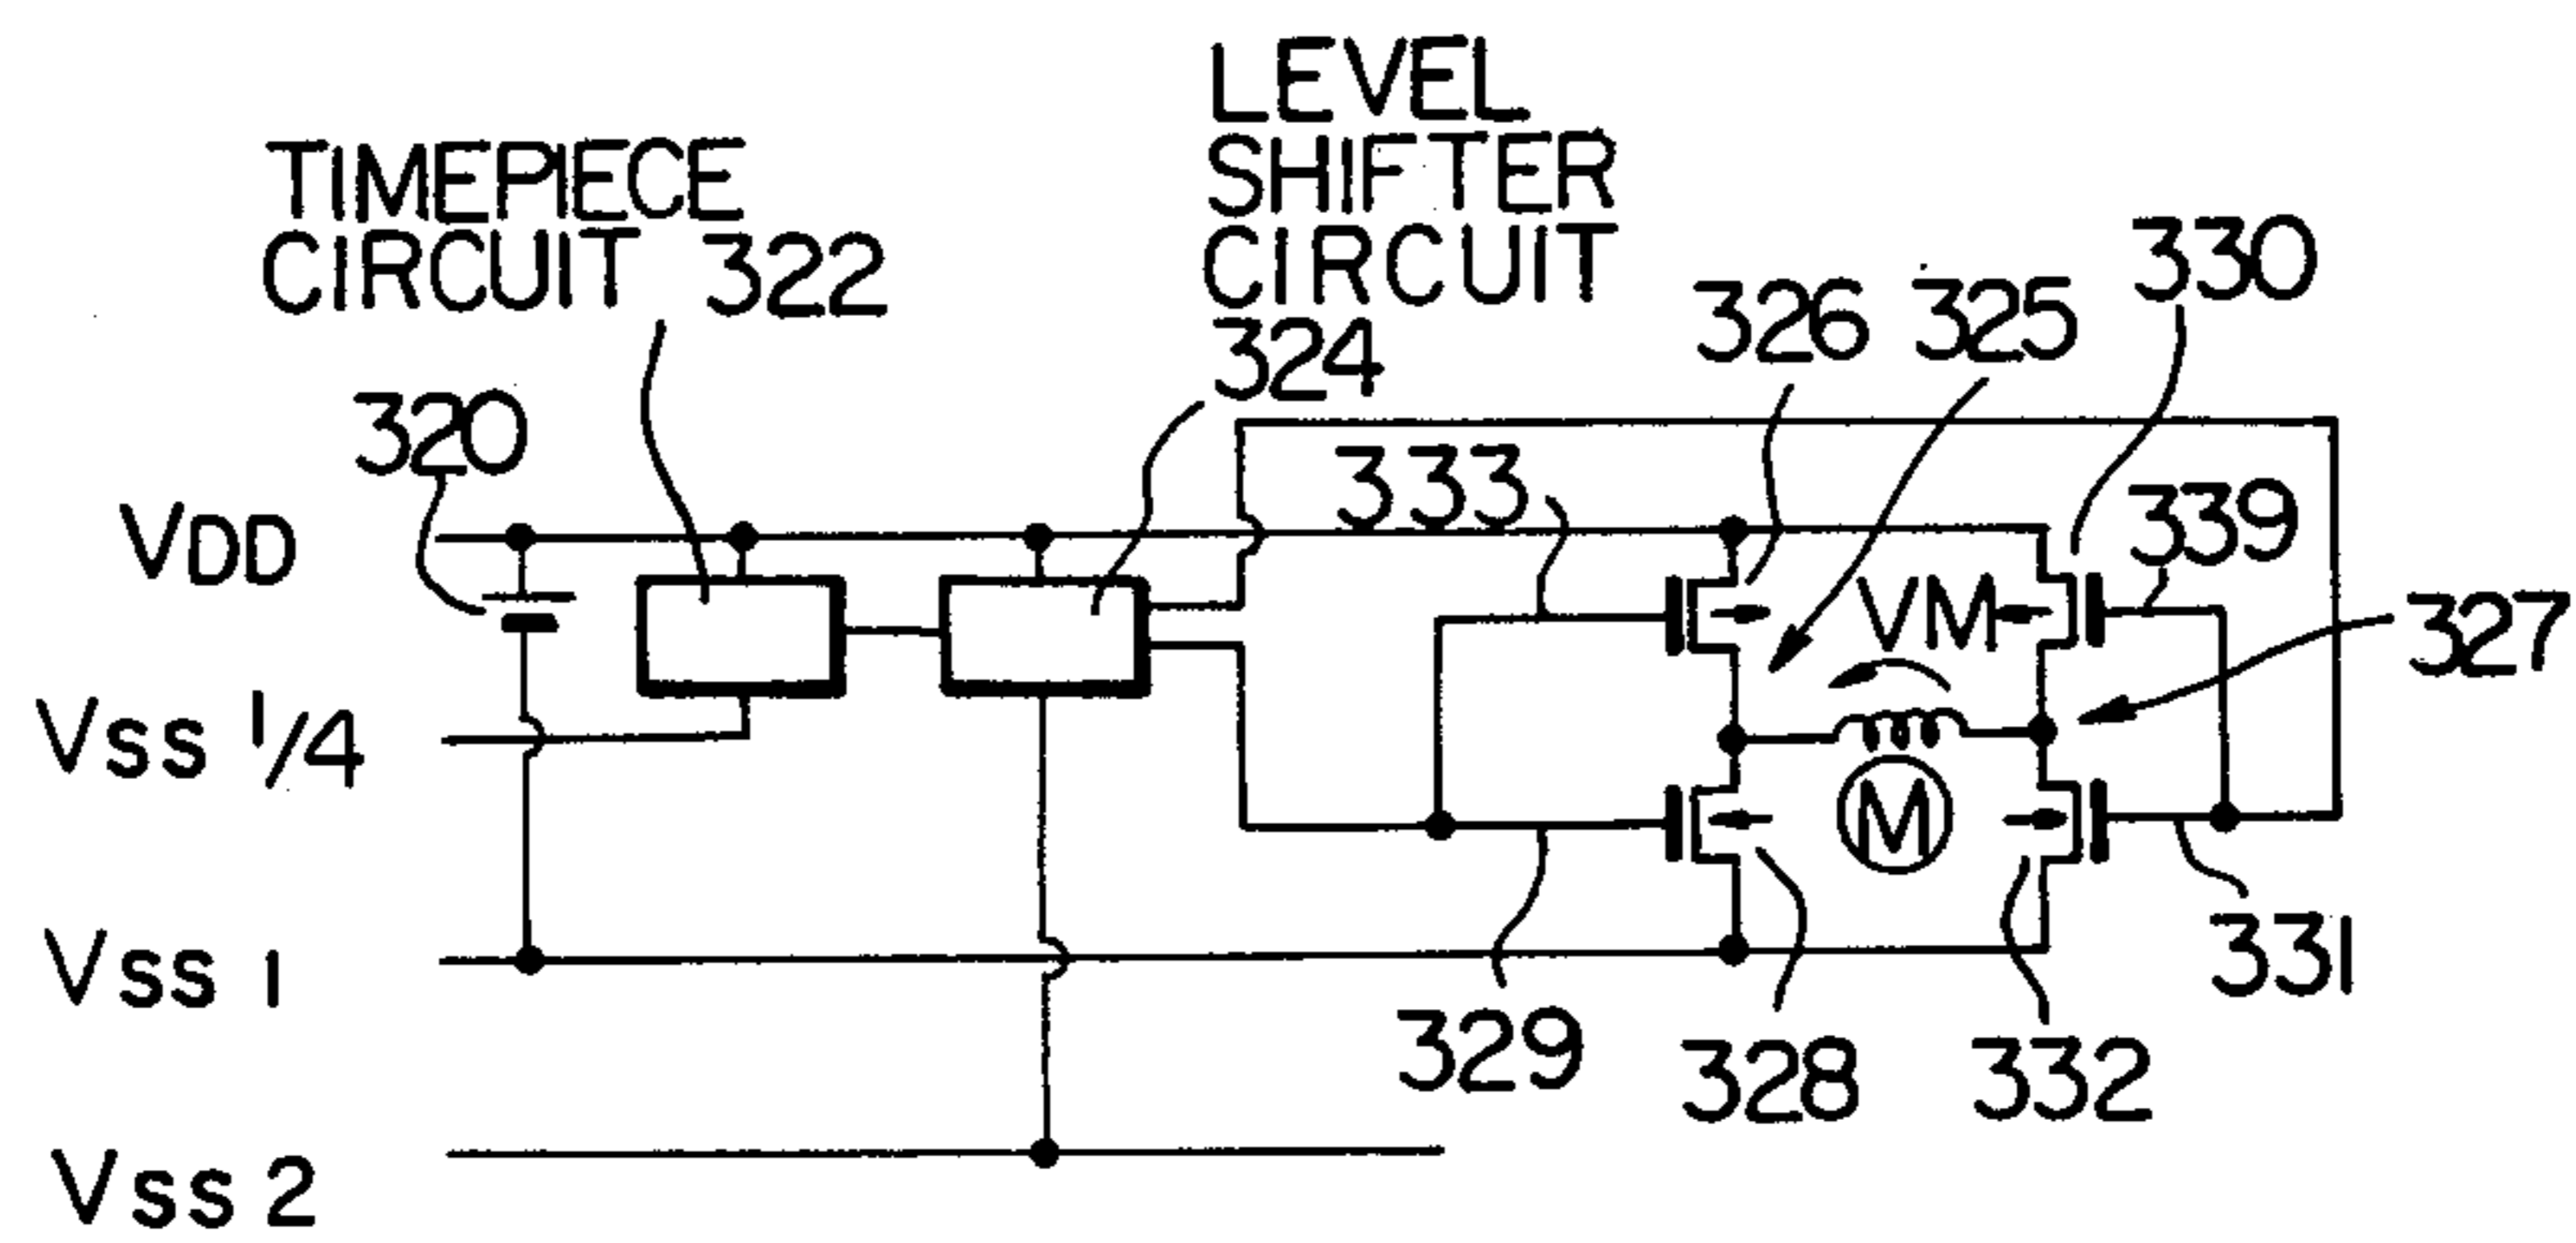 LEVEL
SHIFTER
CIRCUIT
324
TIMEPIECE
CIRCUIT 322
320
326
325
330
333
339
327
VDD
VM
VSS 1/4
M
VSS 1
331
329
328
332
VSS 2